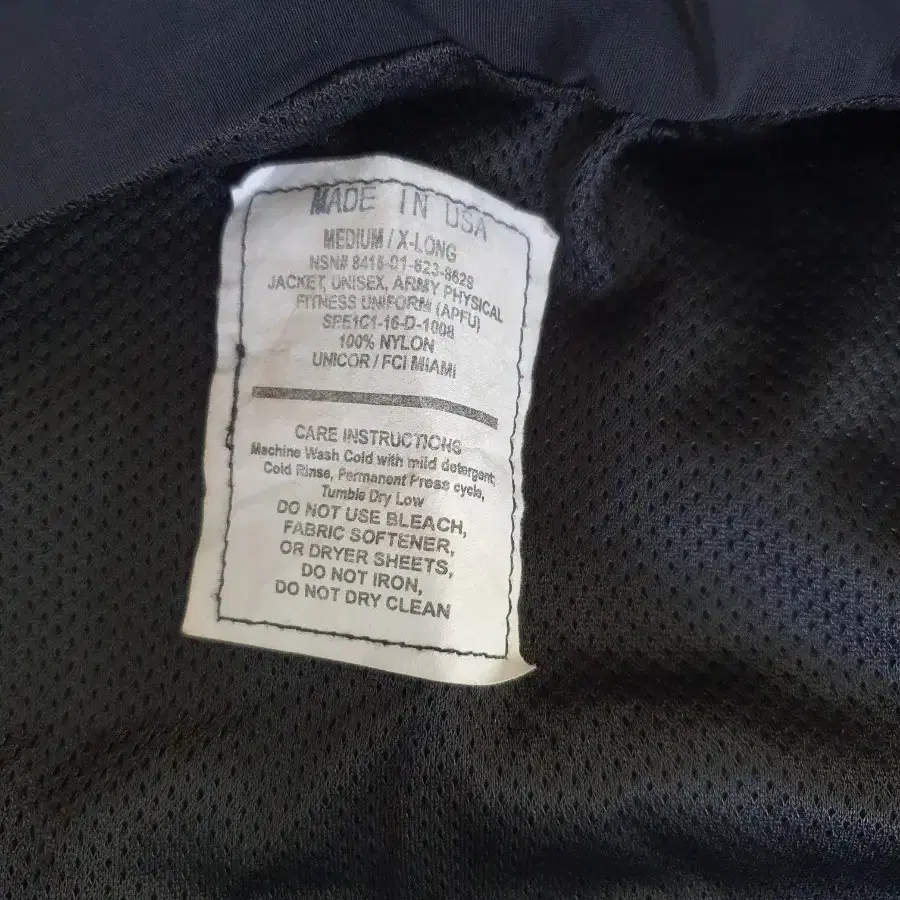 MADE IN USA
MEDIUM / X-LONG
NSN# 8415-01-623-8628
JACKET, UNISEX, ARMY PHYSICAL
FITNESS UNIFORM (APFU)
SPE1C1-16-D-1008
100% NYLON
UNICOR / FCI MIAMI
CARE INSTRUCTIONS
Machine Wash Cold with mild detergent,
Cold Rinse, Permanent Press cycle,
Tumble Dry Low
DO NOT USE BLEACH,
FABRIC SOFTENER,
OR DRYER SHEETS,
DO NOT IRON,
DO NOT DRY CLEAN